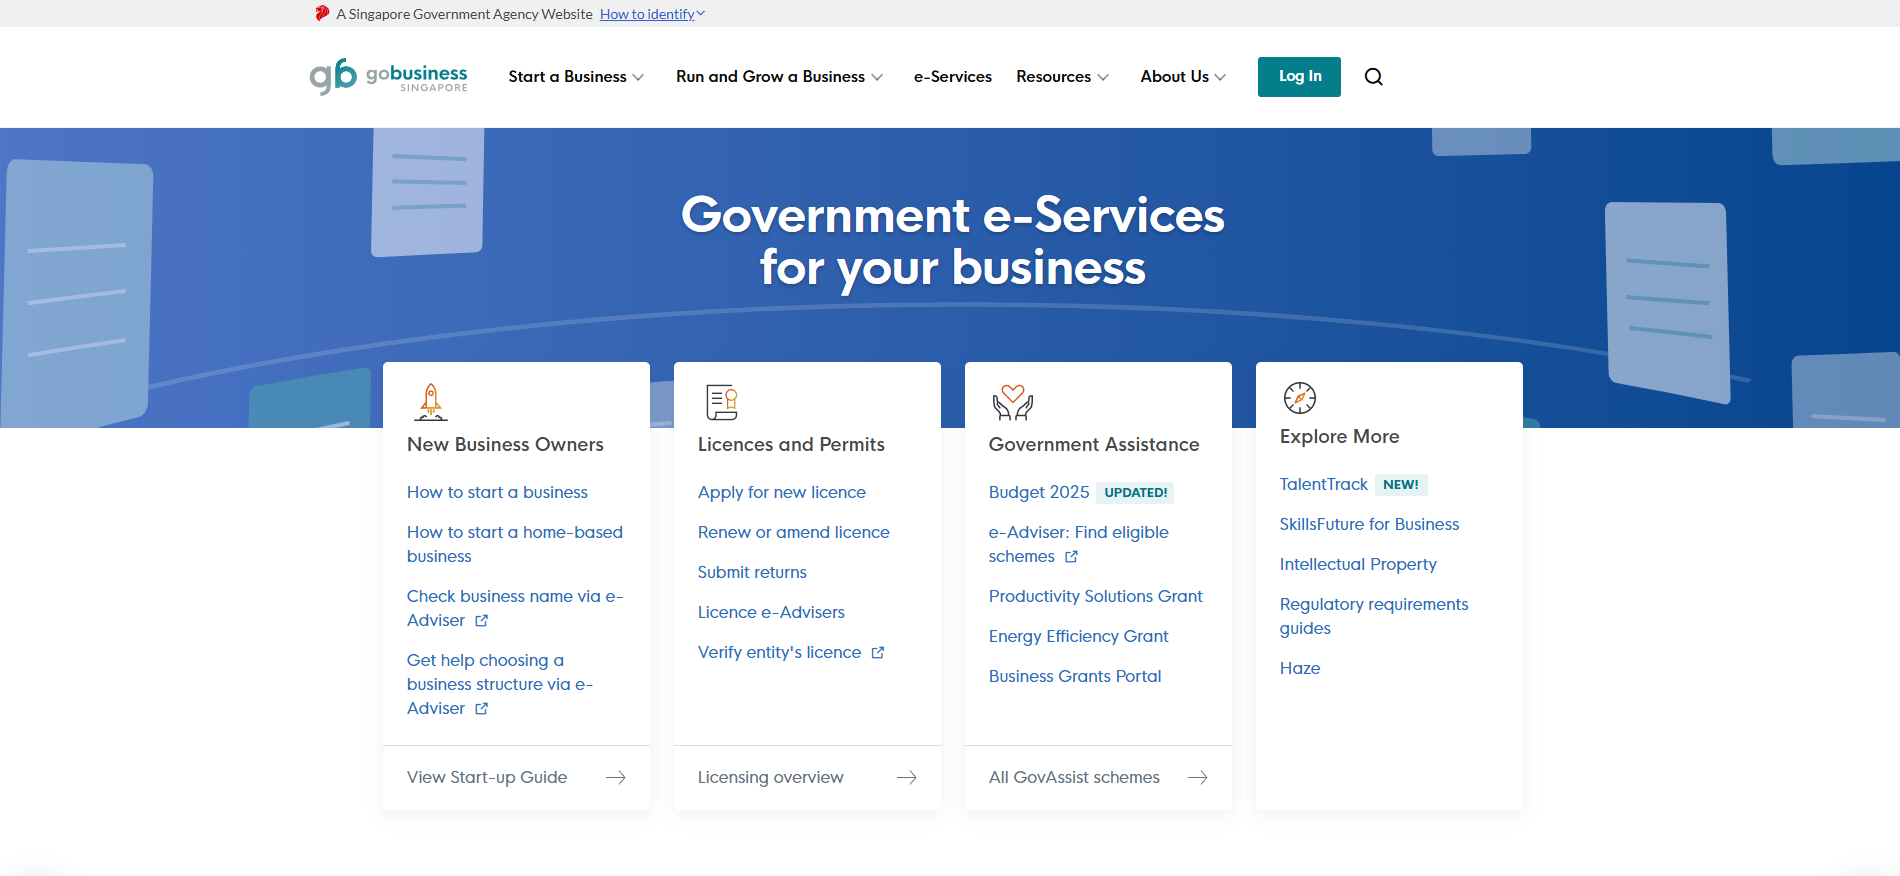 A Singapore Government Agency Website How to identify
gb gobusiness
SINGAPORE
Start a Business Run and Grow a Business e-Services Resources About Us Log In
Government e-Services
for your business
New Business Owners
How to start a business
How to start a home-based
business
Check business name via e-
Adviser
Get help choosing a
business structure via e-
Adviser
View Start-up Guide
Licences and Permits
Apply for new licence
Renew or amend licence
Submit returns
Licence e-Advisers
Verify entity's licence
Licensing overview
Government Assistance
Budget 2025 UPDATED!
e-Adviser: Find eligible
schemes
Productivity Solutions Grant
Energy Efficiency Grant
Business Grants Portal
All GovAssist schemes
Explore More
TalentTrack NEW!
SkillsFuture for Business
Intellectual Property
Regulatory requirements
guides
Haze